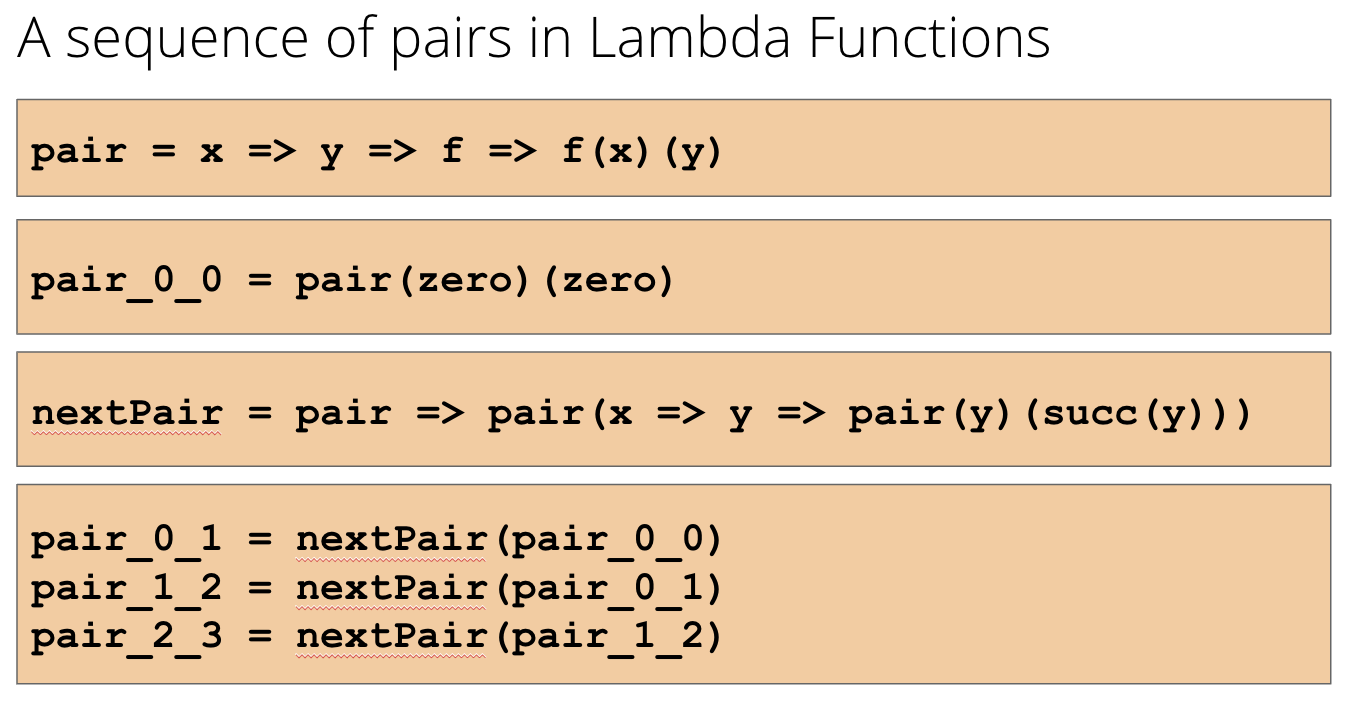 A sequence of pairs in Lambda Functions
pair = x => y => f => f(x)(y)
pair_0_0 = pair(zero)(zero)
nextPair = pair => pair(x => y => pair(y)(succ(y)))
pair_0_1 = nextPair(pair_0_0)
pair_1_2 = nextPair(pair_0_1)
pair_2_3 = nextPair(pair_1_2)